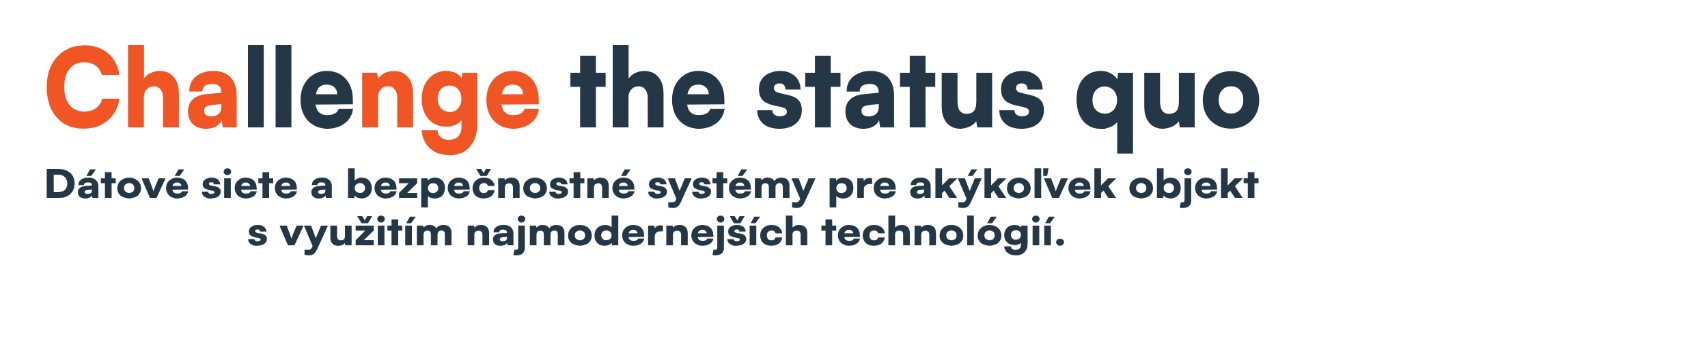 Challenge the status quo
Dátové siete a bezpečnostné systémy pre akýkoľvek objekt
s využitím najmodernejších technológií.